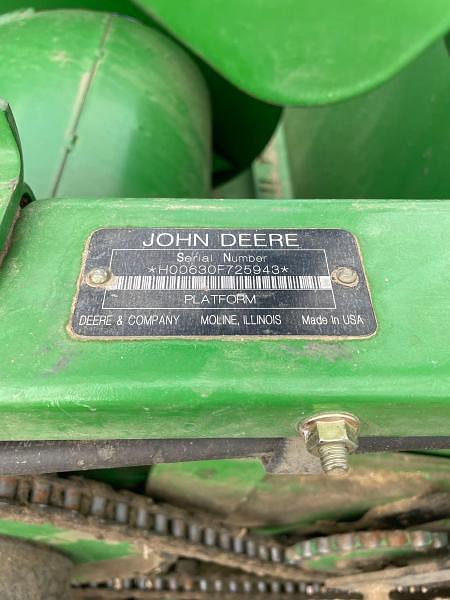 JOHN DEERE
Serial Number
*H00630F725943*
PLATFORM
DEERE & COMPANY MOLINE, ILLINOIS Made In USA